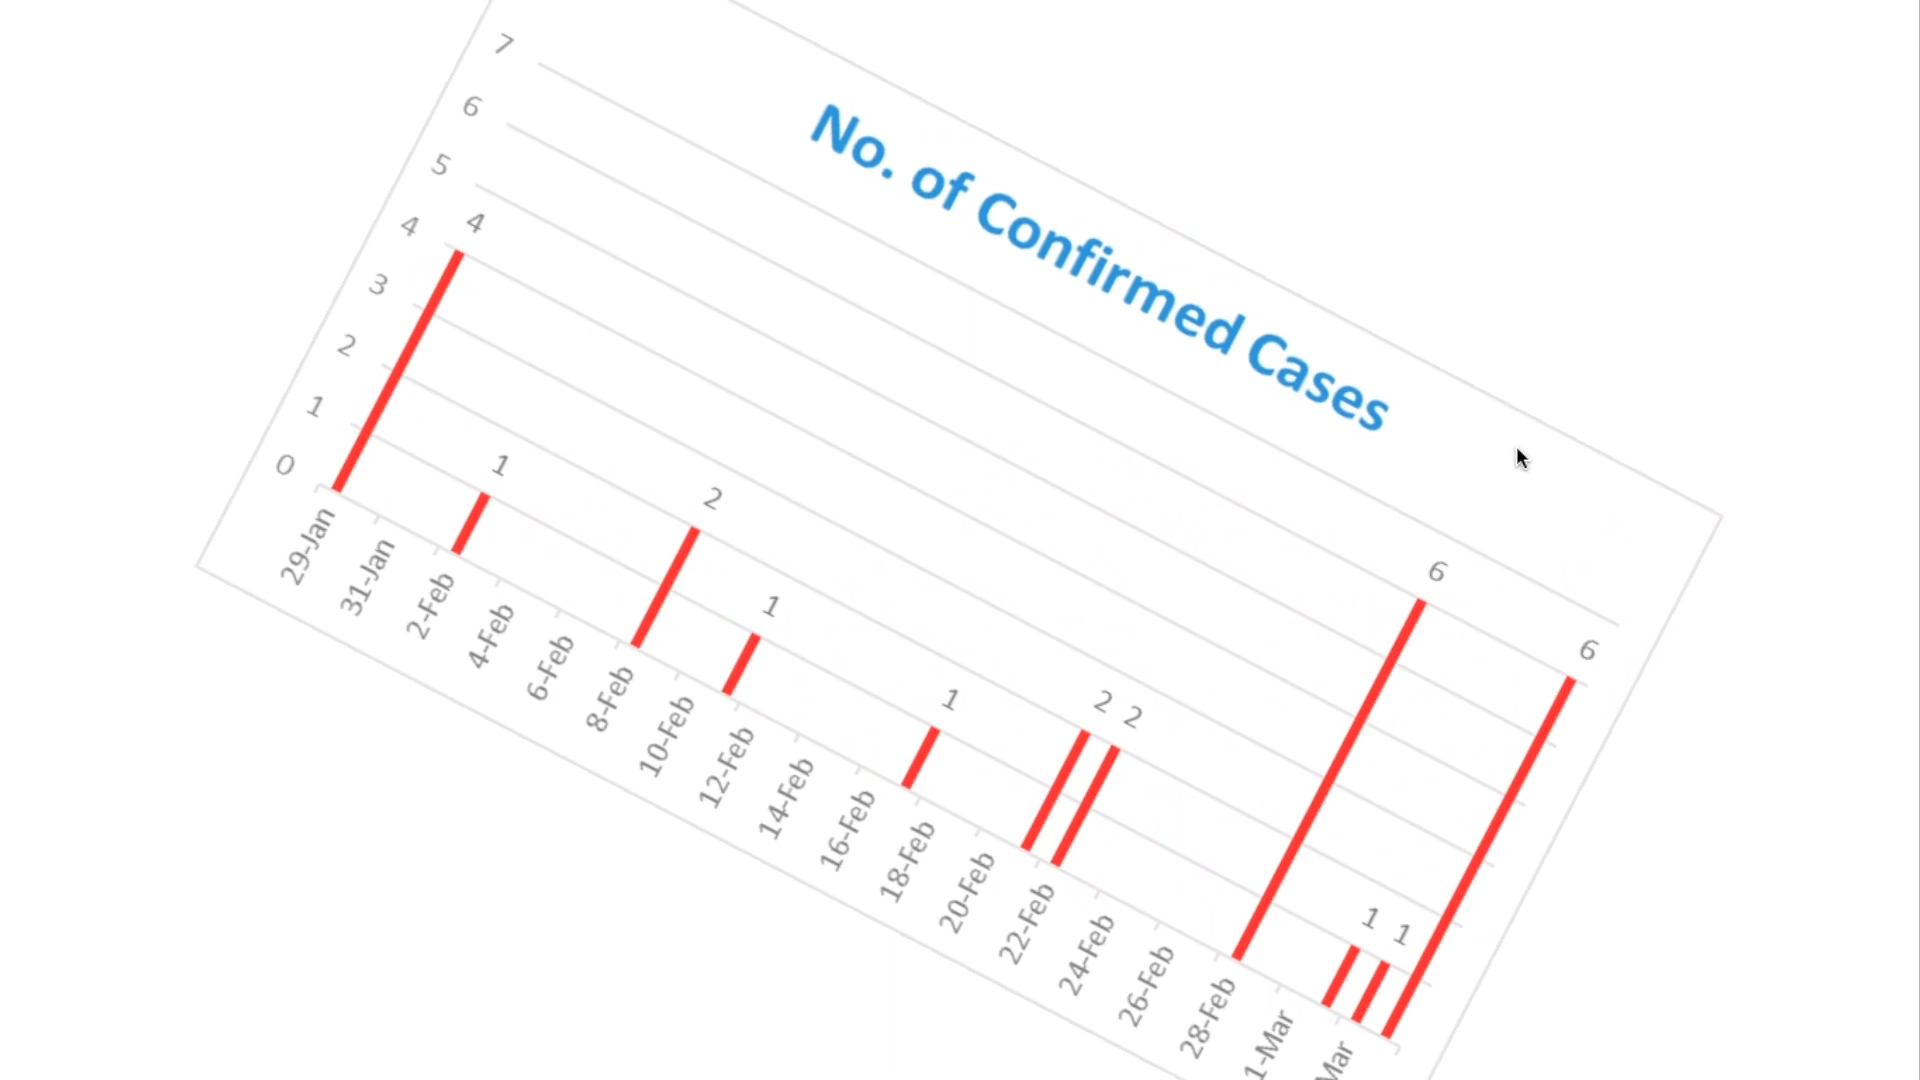 No. of Confirmed Cases
7
6
5
4
3
2
1
0
4
1
2
1
1
2
2
6
1
1
6
29-Jan
31-Jan
2-Feb
4-Feb
6-Feb
8-Feb
10-Feb
12-Feb
14-Feb
16-Feb
18-Feb
20-Feb
22-Feb
24-Feb
26-Feb
28-Feb
1-Mar
Mar